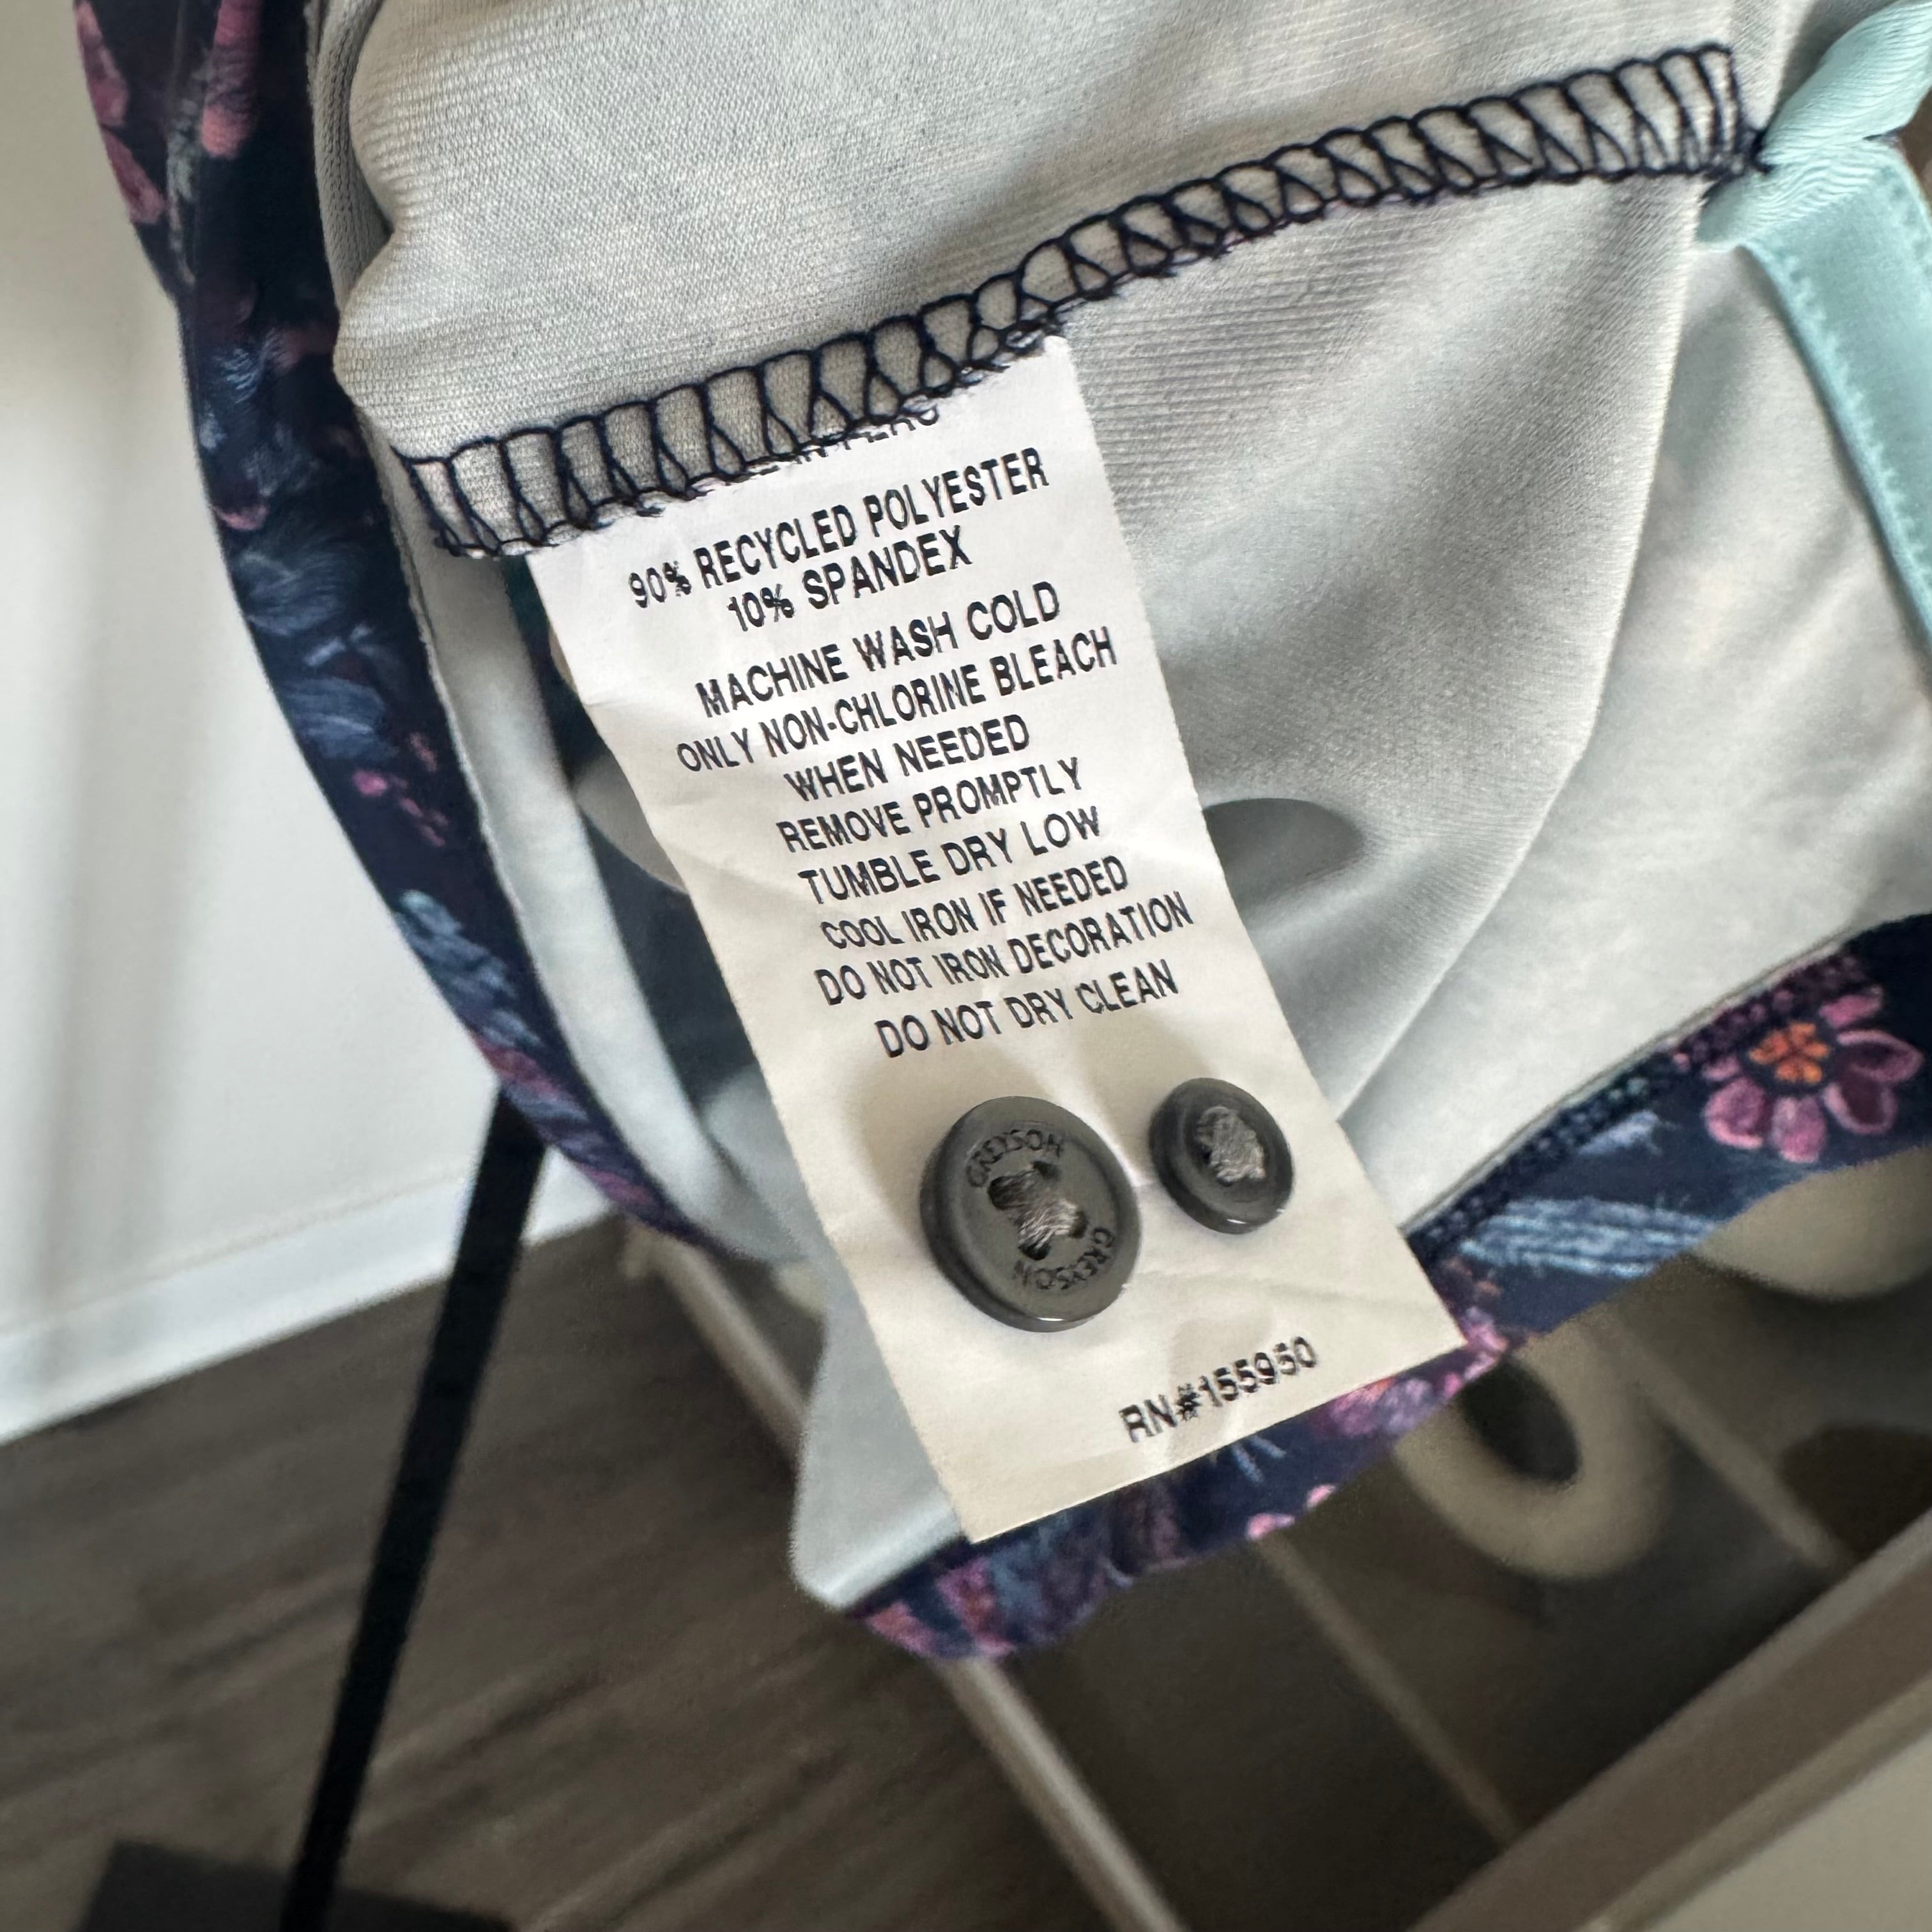 90% RECYCLED POLYESTER
10% SPANDEX
MACHINE WASH COLD
ONLY NON-CHLORINE BLEACH
WHEN NEEDED
REMOVE PROMPTLY
TUMBLE DRY LOW
COOL IRON IF NEEDED
DO NOT IRON DECORATION
DO NOT DRY CLEAN
GREYSON
GREYSON
RN#155950